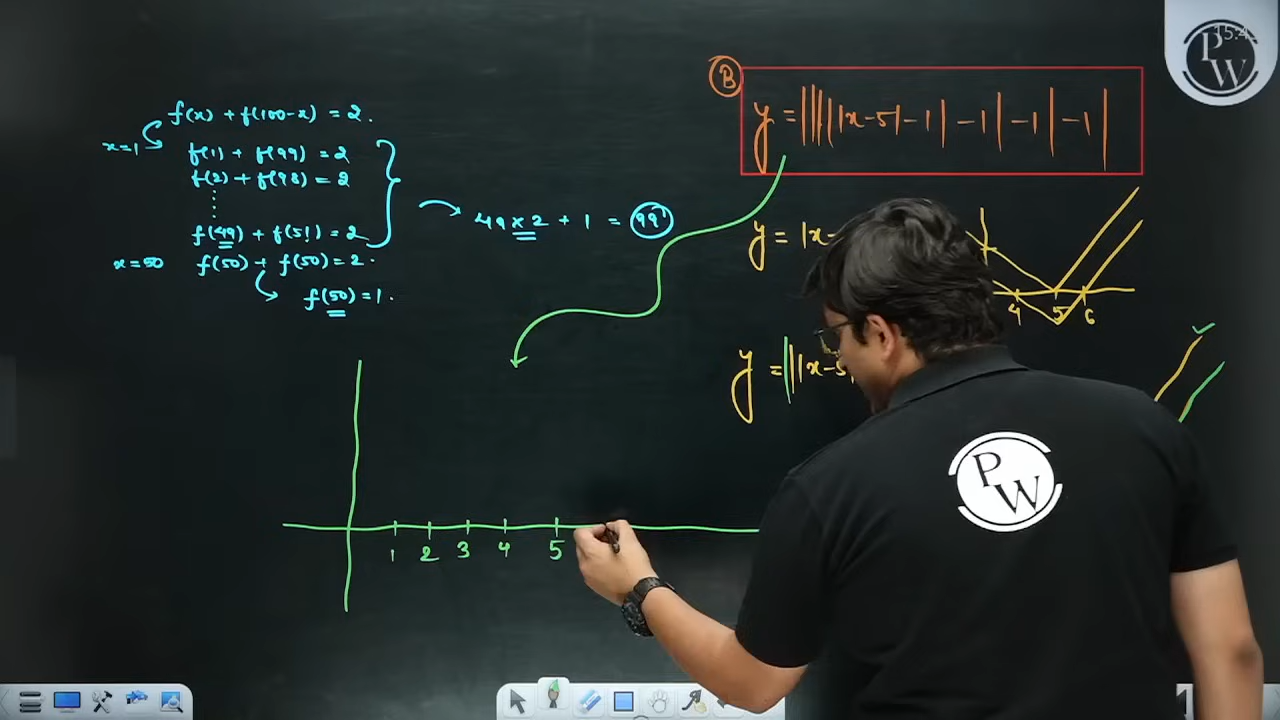 f(x) + f(100-x) = 2.
x=1 f(1) + f(99) = 2
f(2) + f(98) = 2
⋮
f(49) + f(51) = 2
x=50 f(50) + f(50) = 2.
f(50) = 1.
49 × 2 + 1 = 99
B
y = |||||x-5|-1|-1|-1|-1|
y = |x-
4 5 6
y = |||x-5|
1 2 3 4 5
PW
PW